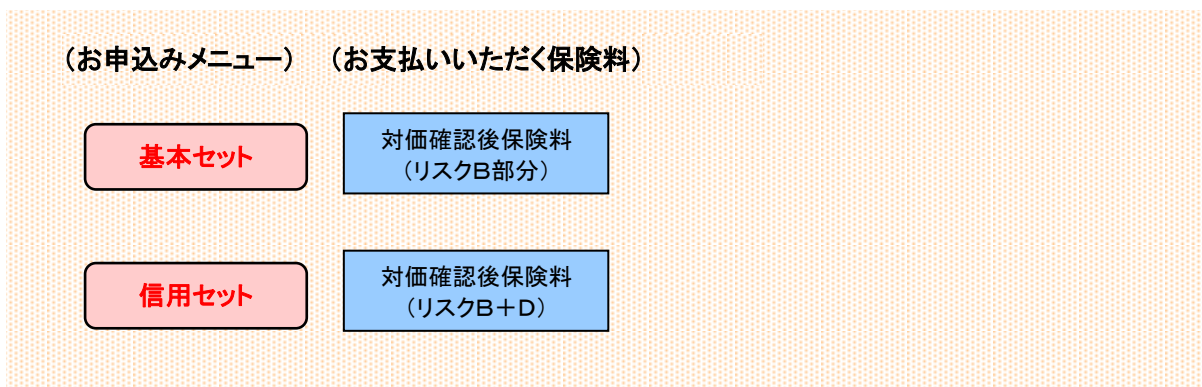 （お申込みメニュー）　（お支払いいただく保険料）
基本セット
対価確認後保険料
（リスクＢ部分）
信用セット
対価確認後保険料
（リスクＢ＋Ｄ）